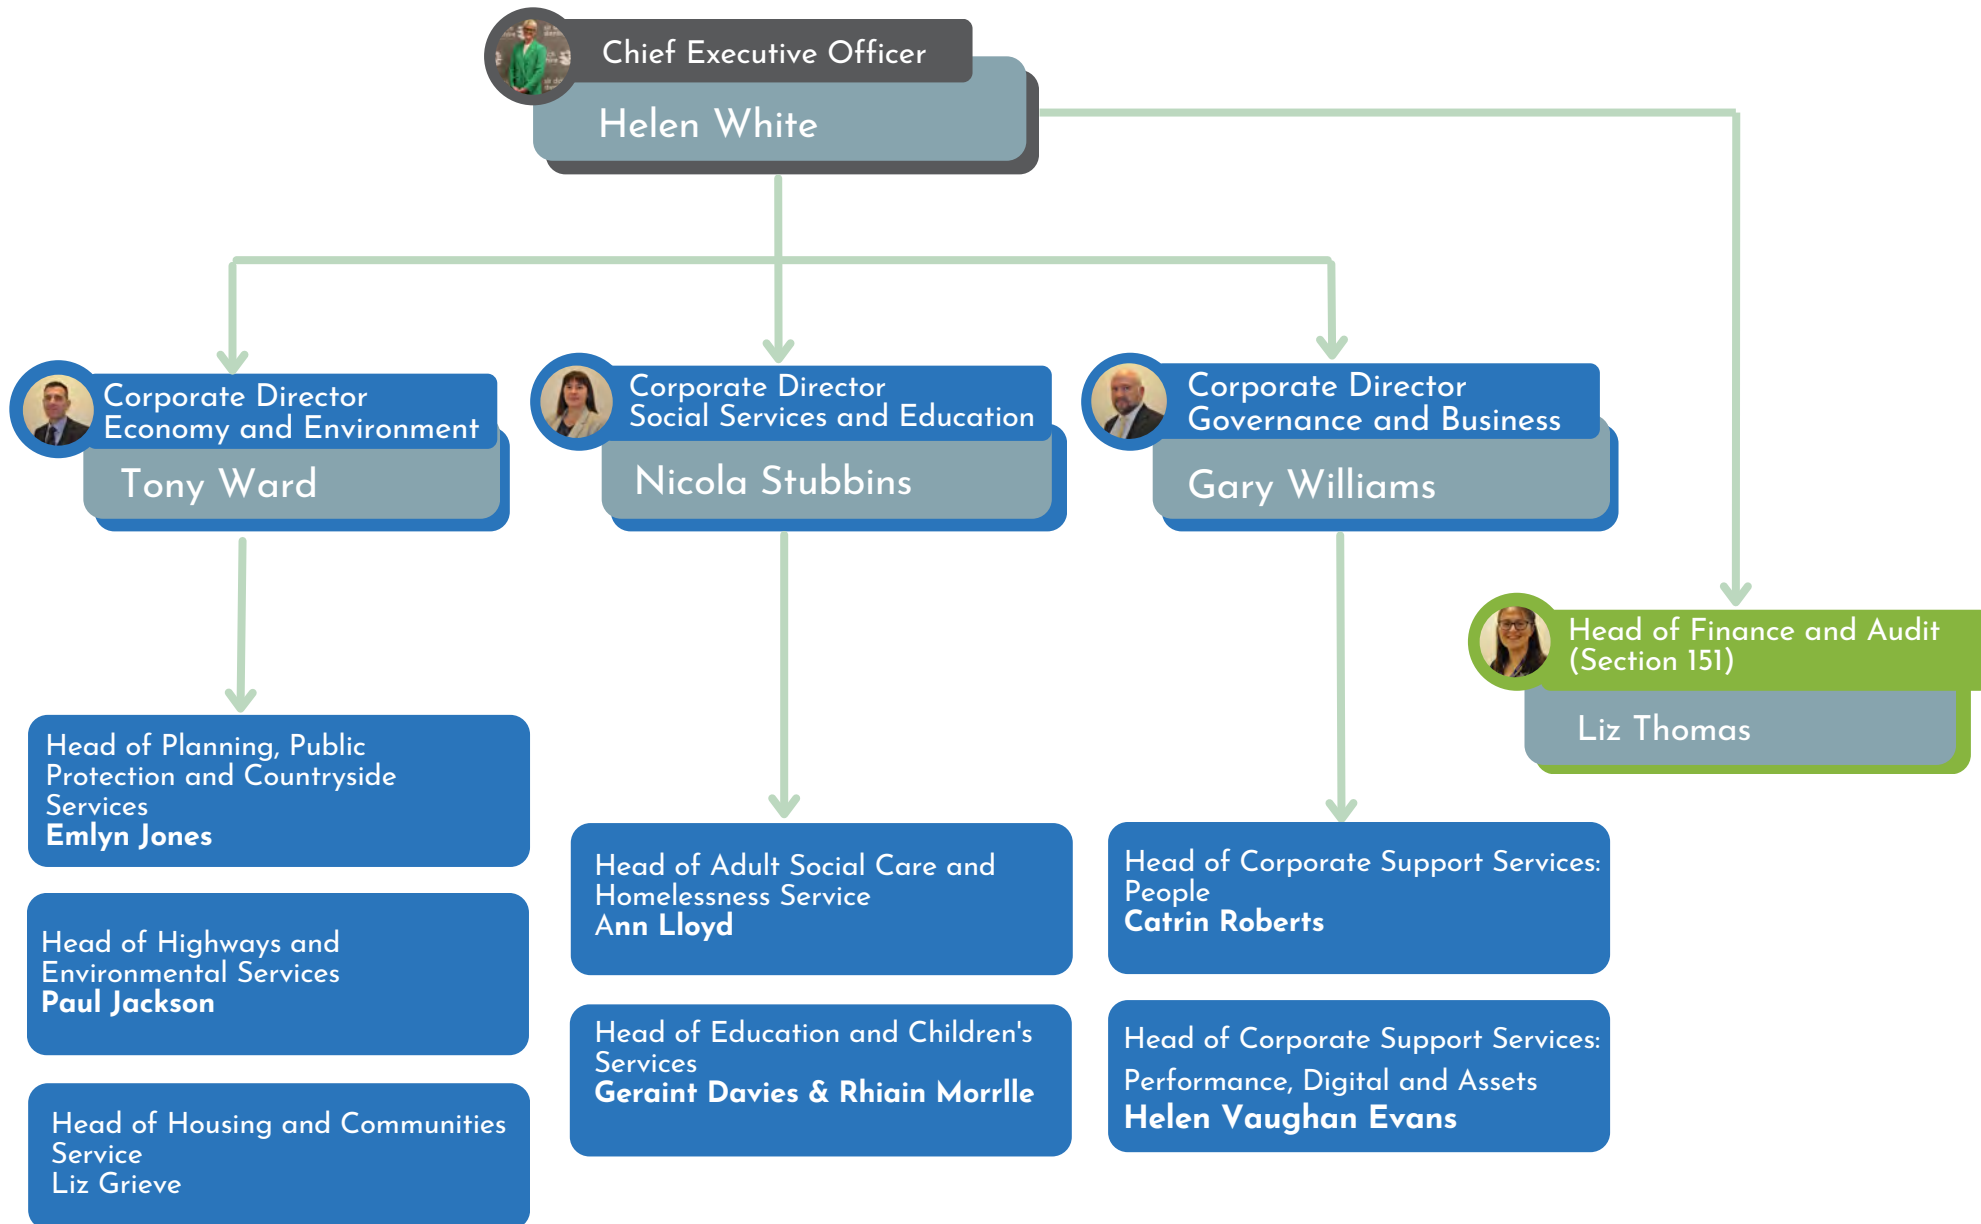 Chief Executive Officer
Helen White
Corporate Director
Economy and Environment
Tony Ward
Corporate Director
Social Services and Education
Nicola Stubbins
Corporate Director
Governance and Business
Gary Williams
Head of Finance and Audit
(Section 151)
Liz Thomas
Head of Planning, Public
Protection and Countryside
Services
Emlyn Jones
Head of Highways and
Environmental Services
Paul Jackson
Head of Housing and Communities
Service
Liz Grieve
Head of Adult Social Care and
Homelessness Service
Ann Lloyd
Head of Education and Children's
Services
Geraint Davies & Rhiain Morrlle
Head of Corporate Support Services:
People
Catrin Roberts
Head of Corporate Support Services:
Performance, Digital and Assets
Helen Vaughan Evans